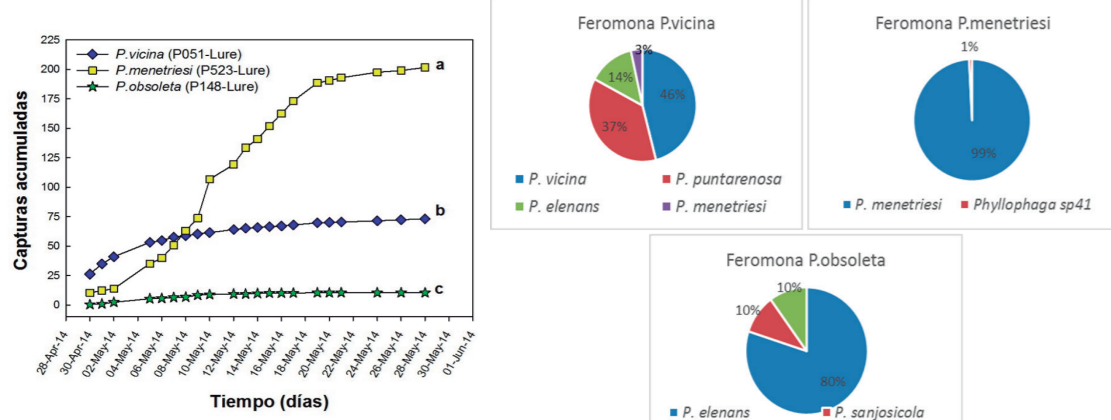 225
200
175
150
125
100
75
50
25
0
Capturas acumuladas
P.vicina (P051-Lure)
P.menetriesi (P523-Lure)
P.obsoleta (P148-Lure)
a
b
c
28-Apr-14
30-Apr-14
02-May-14
04-May-14
06-May-14
08-May-14
10-May-14
12-May-14
14-May-14
16-May-14
18-May-14
20-May-14
22-May-14
24-May-14
26-May-14
28-May-14
30-May-14
01-Jun-14
Tiempo (días)
Feromona P.vicina
3%
14%
46%
37%
P. vicina
P. puntarenosa
P. elenans
P. menetriesi
Feromona P.menetriesi
1%
99%
P. menetriesi
Phyllophaga sp41
Feromona P.obsoleta
10%
10%
80%
P. elenans
P. sanjosicola